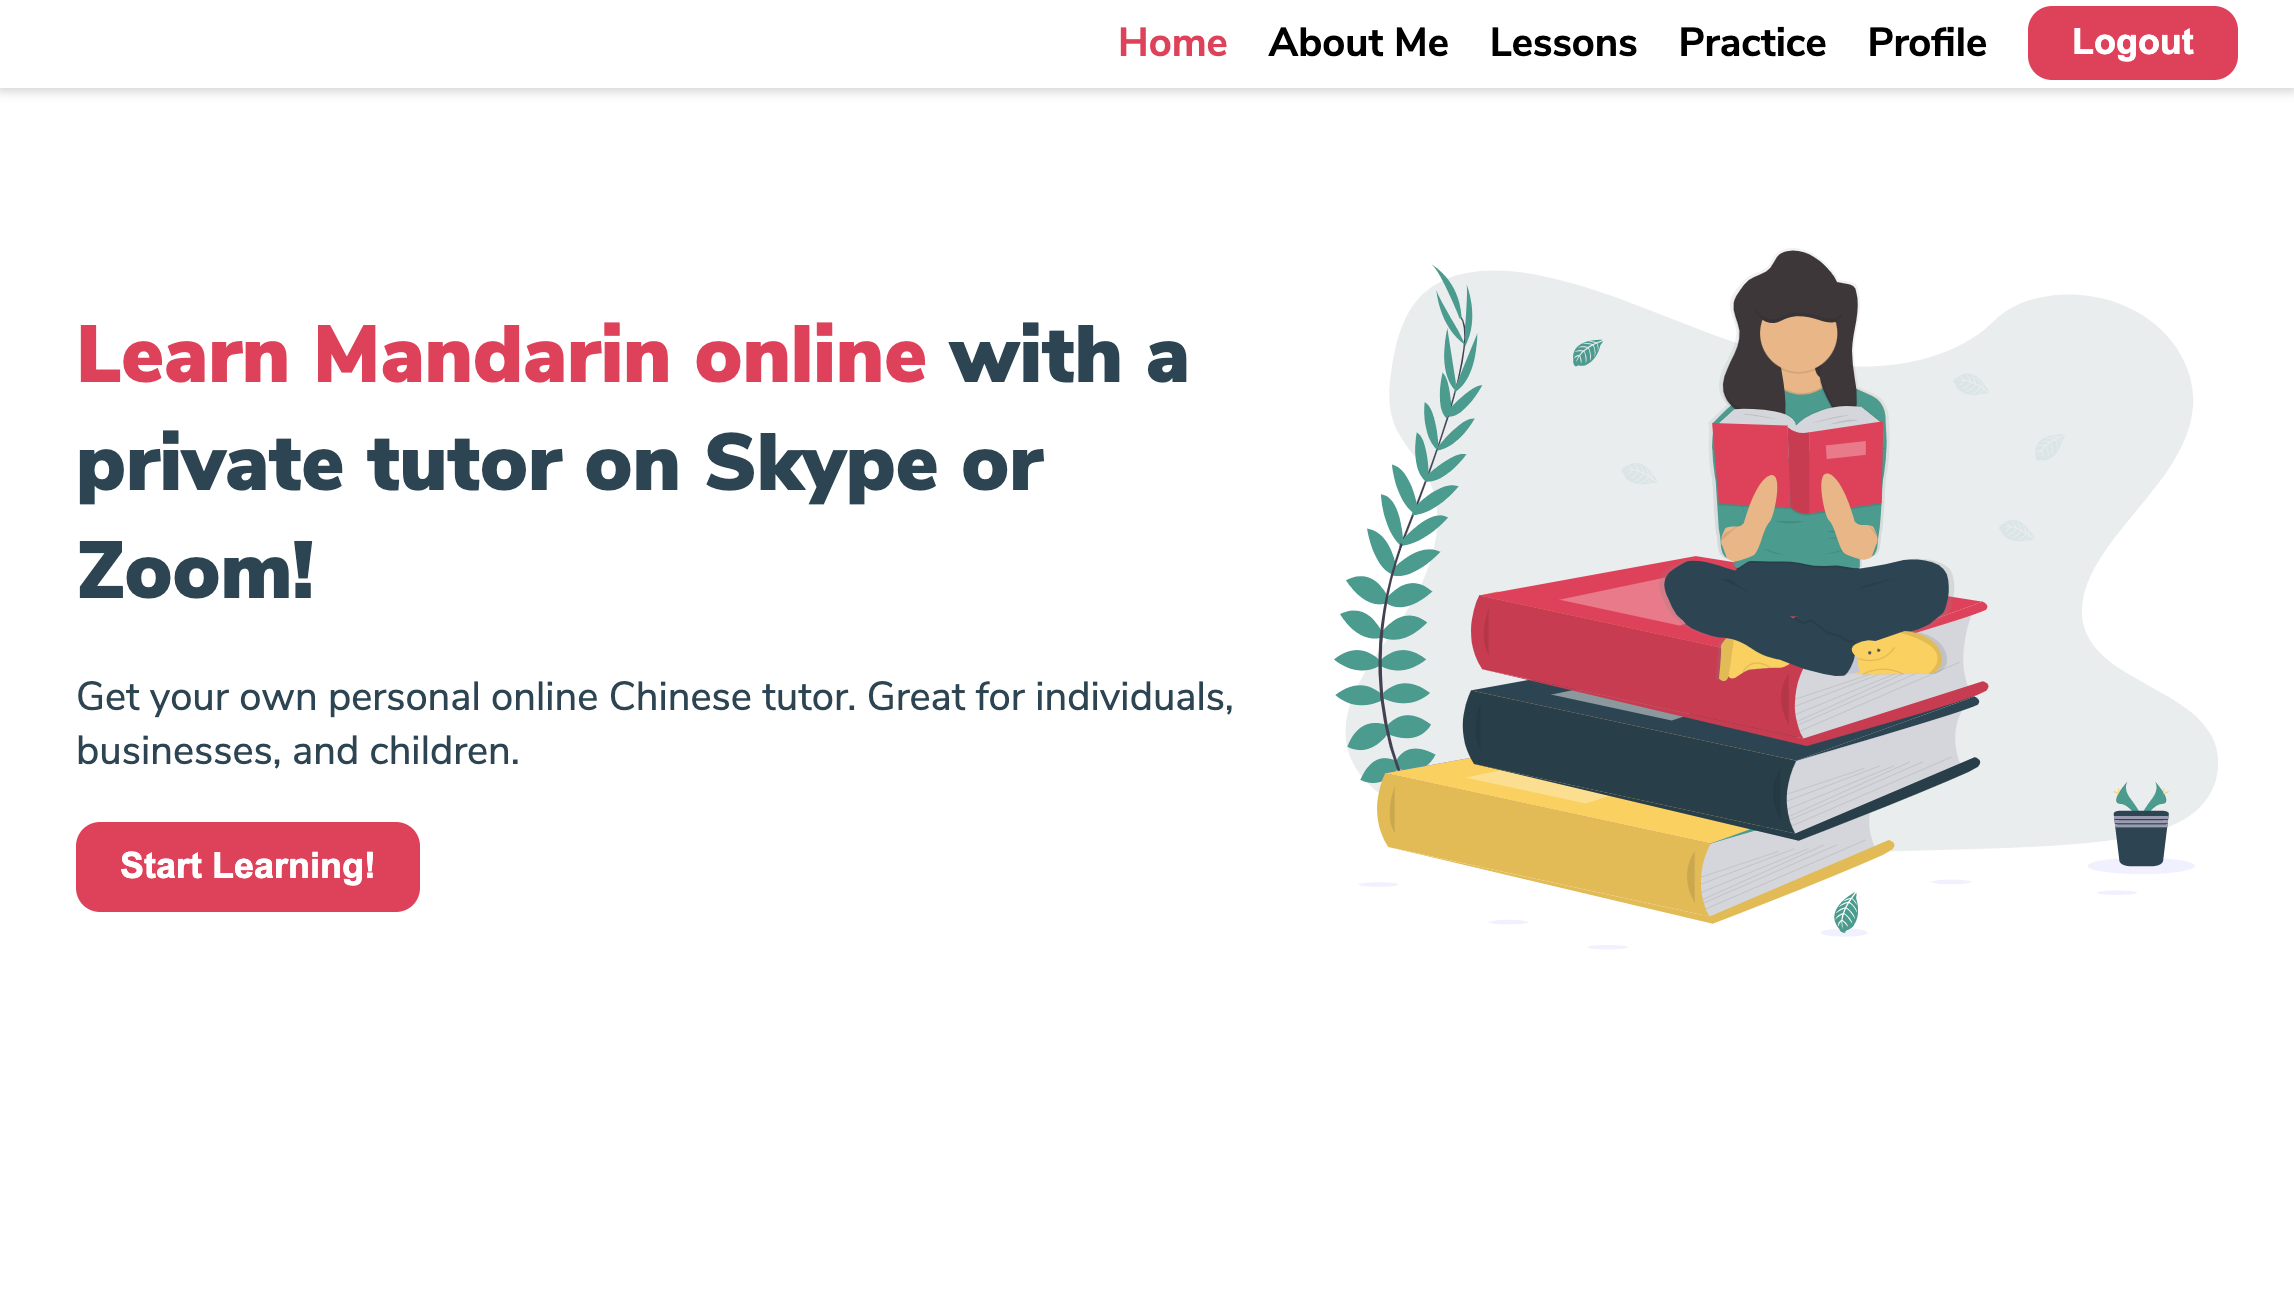 Home About Me Lessons Practice Profile Logout
Learn Mandarin online with a
private tutor on Skype or
Zoom!
Get your own personal online Chinese tutor. Great for individuals,
businesses, and children.
Start Learning!